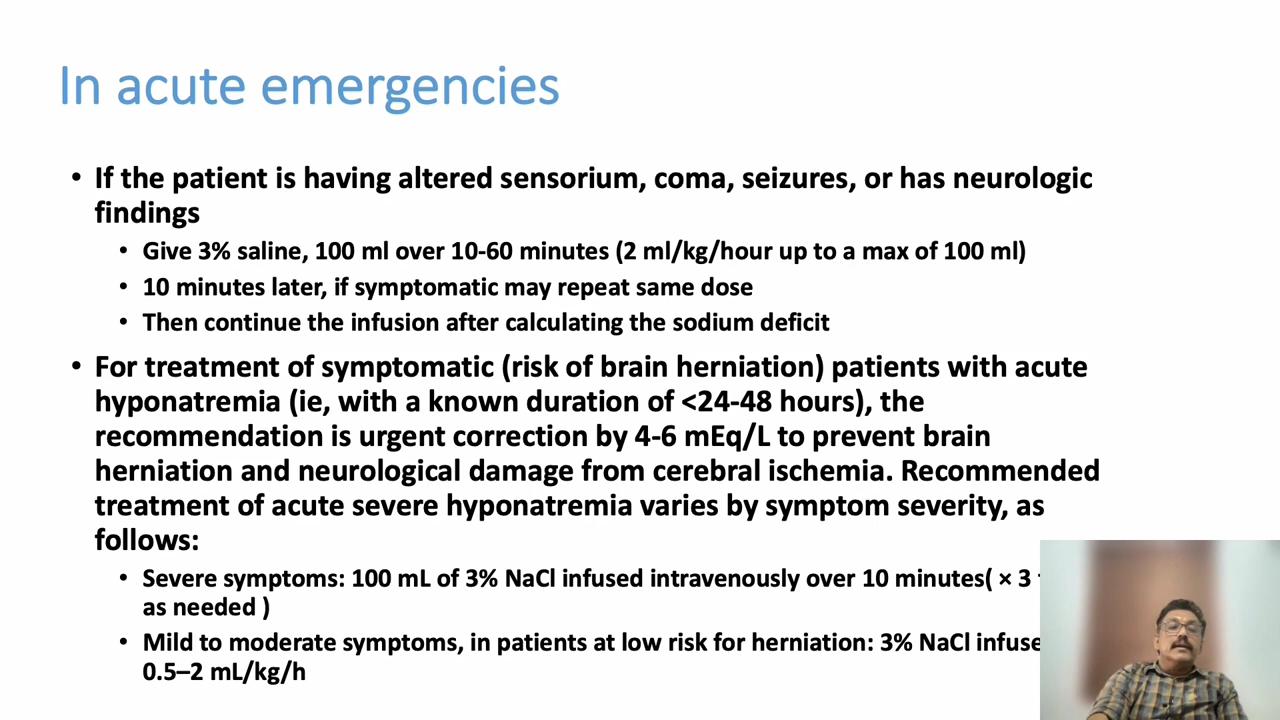 In acute emergencies
• If the patient is having altered sensorium, coma, seizures, or has neurologic
findings
• Give 3% saline, 100 ml over 10-60 minutes (2 ml/kg/hour up to a max of 100 ml)
• 10 minutes later, if symptomatic may repeat same dose
• Then continue the infusion after calculating the sodium deficit
• For treatment of symptomatic (risk of brain herniation) patients with acute
hyponatremia (ie, with a known duration of <24-48 hours), the
recommendation is urgent correction by 4-6 mEq/L to prevent brain
herniation and neurological damage from cerebral ischemia. Recommended
treatment of acute severe hyponatremia varies by symptom severity, as
follows:
• Severe symptoms: 100 mL of 3% NaCl infused intravenously over 10 minutes( × 3
as needed )
• Mild to moderate symptoms, in patients at low risk for herniation: 3% NaCl
0.5–2 mL/kg/h